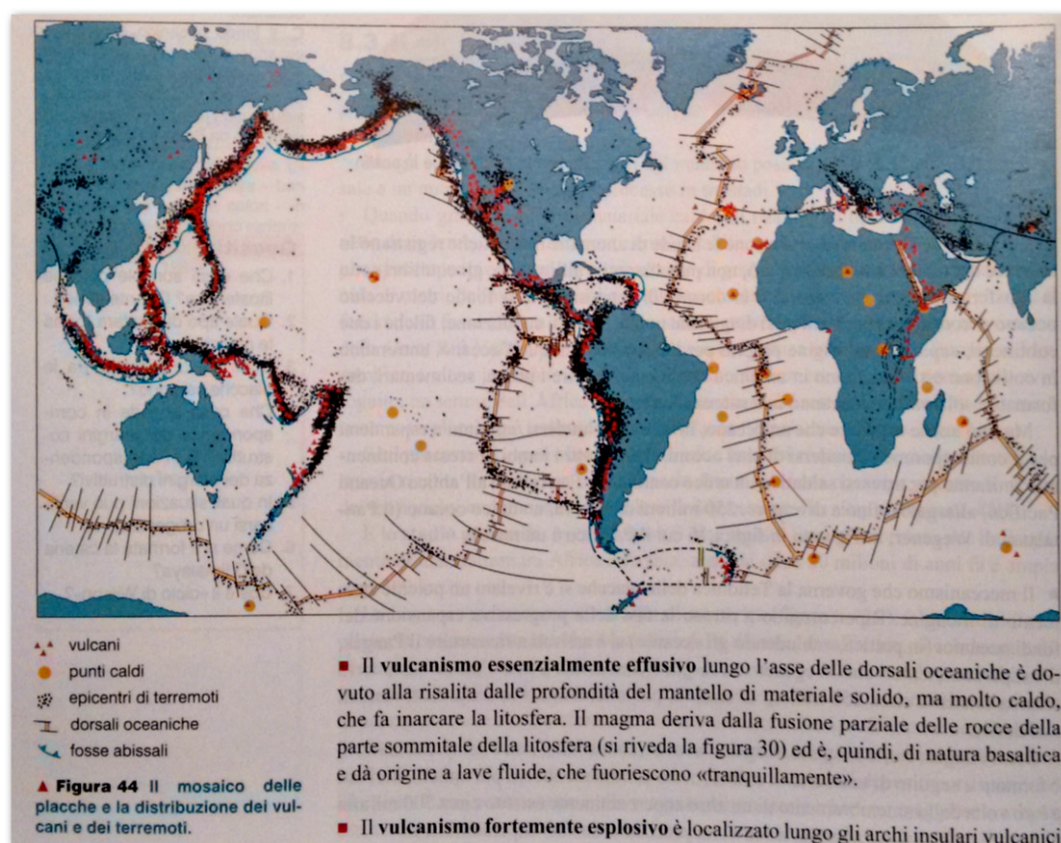 vulcani
punti caldi
epicentri di terremoti
dorsali oceaniche
fosse abissali
▲ Figura 44 Il mosaico delle
placche e la distribuzione dei vul-
cani e dei terremoti.
■ Il vulcanismo essenzialmente effusivo lungo l'asse delle dorsali oceaniche è do-
vuto alla risalita dalle profondità del mantello di materiale solido, ma molto caldo,
che fa inarcare la litosfera. Il magma deriva dalla fusione parziale delle rocce della
parte sommitale della litosfera (si riveda la figura 30) ed è, quindi, di natura basaltica
e dà origine a lave fluide, che fuoriescono «tranquillamente».
■ Il vulcanismo fortemente esplosivo è localizzato lungo gli archi insulari vulcanici